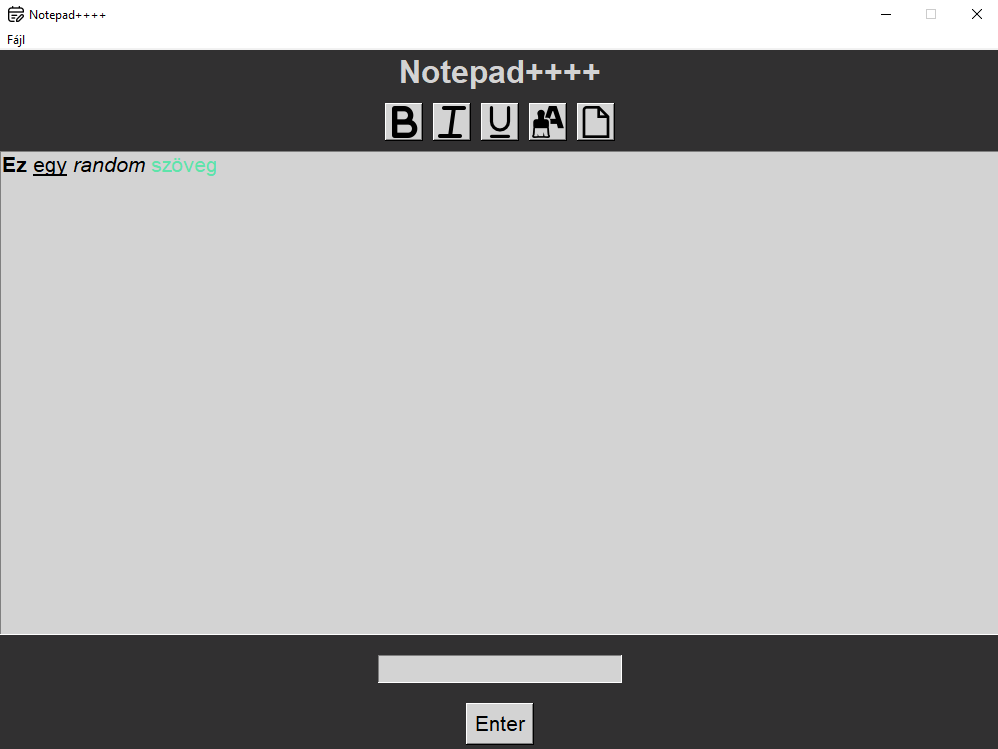 Notepad++++
Fájl
Notepad++++
B I U A
Ez egy random szöveg
Enter